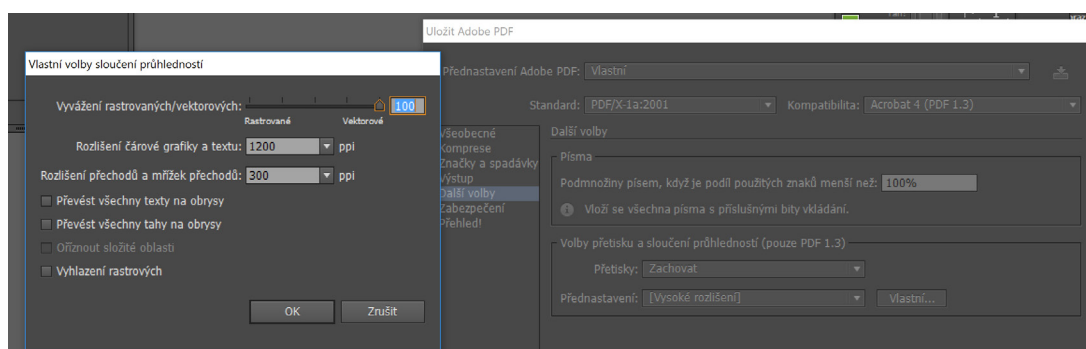 Uložit Adobe PDF
Vlastní volby sloučení průhledností
Vyvážení rastrovaných/vektorových: 100
Rastrované Vektorové
Rozlišení čárové grafiky a textu: 1200 ppi
Rozlišení přechodů a mřížek přechodů: 300 ppi
Převést všechny texty na obrysy
Převést všechny tahy na obrysy
Oříznout složité oblasti
Vyhlazení rastrových
OK Zrušit
Přednastavení Adobe PDF: Vlastní
Standard: PDF/X-1a:2001 Kompatibilita: Acrobat 4 (PDF 1.3)
Všeobecné
Komprese
Značky a spadávky
Výstup
Další volby
Zabezpečení
Přehled!
Další volby
Písma
Podmnožiny písem, když je podíl použitých znaků menší než: 100%
Vloží se všechna písma s příslušnými bity vkládání.
Volby přetisku a sloučení průhledností (pouze PDF 1.3)
Přetisky: Zachovat
Přednastavení: [Vysoké rozlišení] Vlastní...